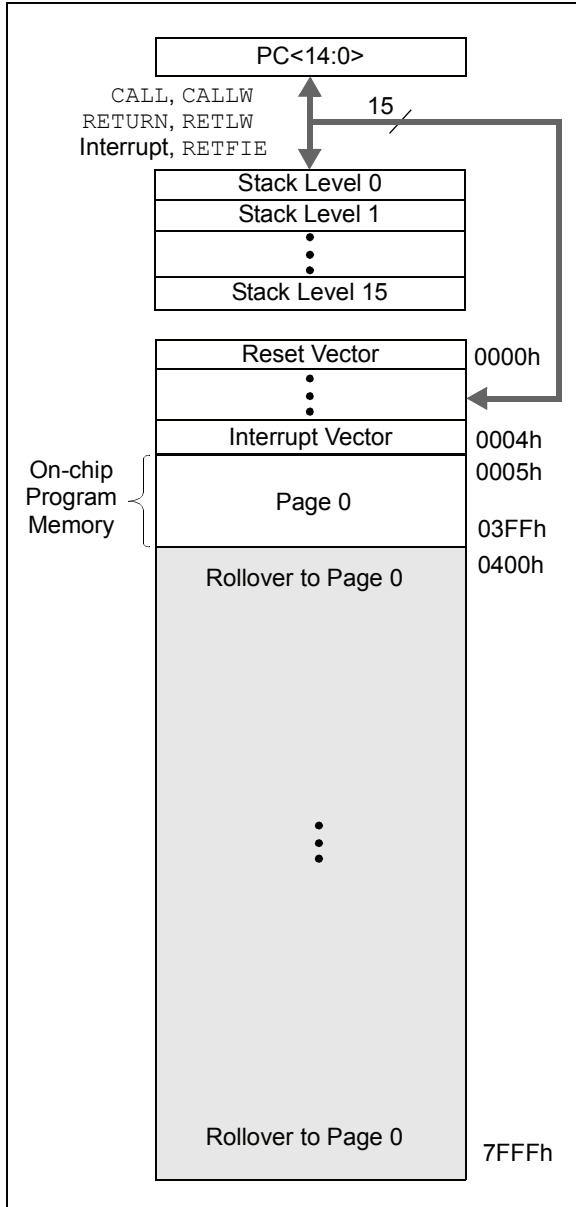 PC<14:0>
CALL, CALLW
RETURN, RETLW
Interrupt, RETFIE
15
Stack Level 0
Stack Level 1
Stack Level 15
Reset Vector
0000h
Interrupt Vector
0004h
On-chip
Program
Memory
Page 0
0005h
03FFh
Rollover to Page 0
0400h
Rollover to Page 0
7FFFh